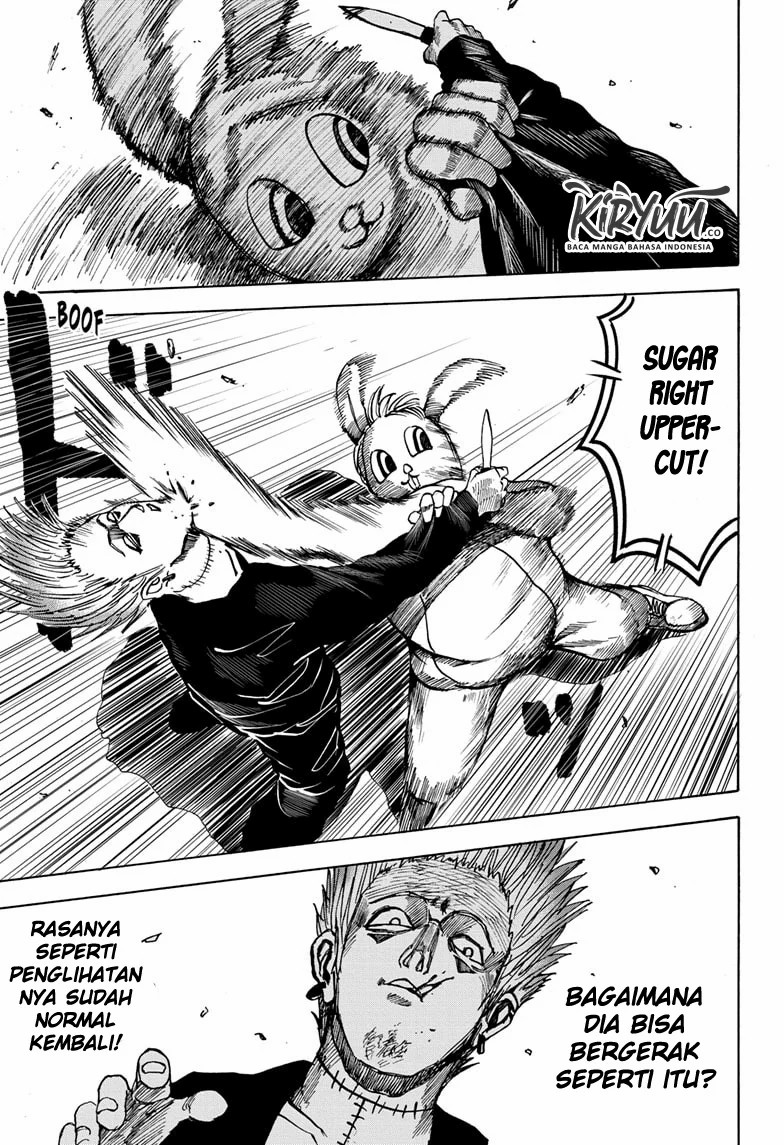 KIRYUU.CO
BACA MANGA BAHASA INDONESIA
BOOF
SUGAR
RIGHT
UPPER-
CUT!
BAGAIMANA
DIA BISA
BERGERAK
SEPERTI ITU?
RASANYA
SEPERTI
PENGLIHATAN
NYA SUDAH
NORMAL
KEMBALI!